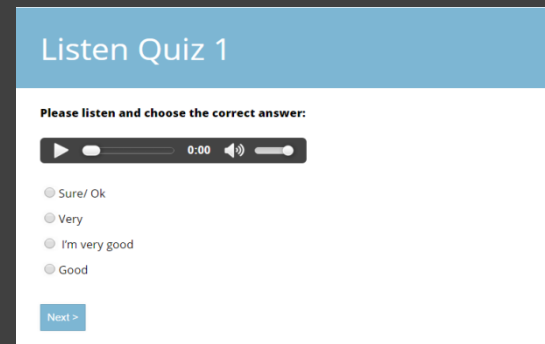 Listen Quiz 1
Please listen and choose the correct answer:
0:00
Sure/ Ok
Very
I'm very good
Good
Next >